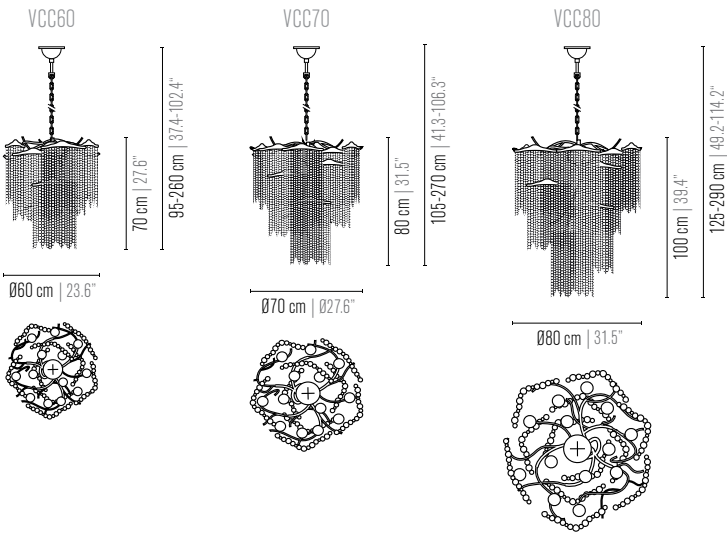 VCC60
70 cm | 27.6"
95-260 cm | 37.4-102.4"
Ø60 cm | 23.6"
VCC70
80 cm | 31.5"
105-270 cm | 41.3-106.3"
Ø70 cm | Ø27.6"
VCC80
100 cm | 39.4"
125-290 cm | 49.2-114.2"
Ø80 cm | 31.5"